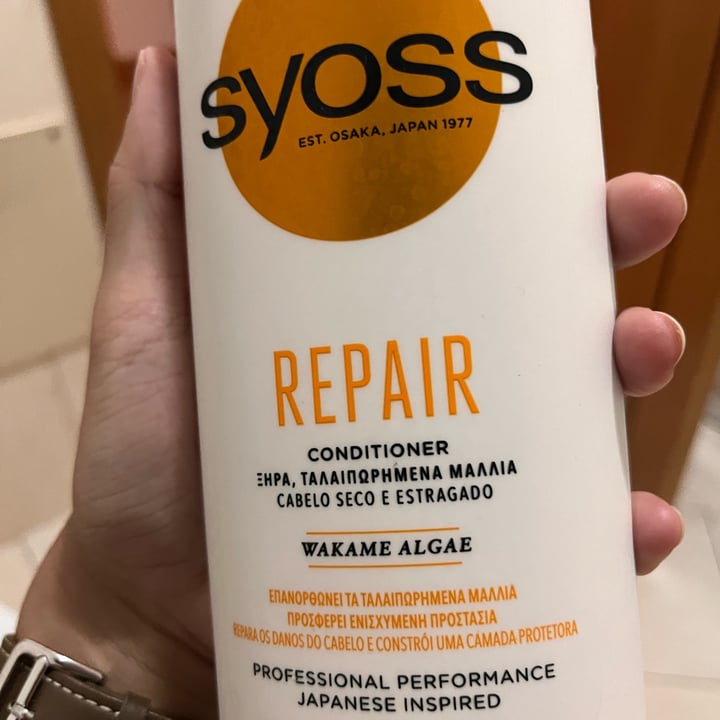 syoss
EST. OSAKA, JAPAN 1977
REPAIR
CONDITIONER
ΞΗΡΑ, ΤΑΛΑΙΠΩΡΗΜΕΝΑ ΜΑΛΛΙΑ
CABELO SECO E ESTRAGADO
WAKAME ALGAE
ΕΠΑΝΟΡΘΩΝΕΙ ΤΑ ΤΑΛΑΙΠΩΡΗΜΕΝΑ ΜΑΛΛΙΑ
ΠΡΟΣΦΕΡΕΙ ΕΝΙΣΧΥΜΕΝΗ ΠΡΟΣΤΑΣΙΑ
REPARA OS DANOS DO CABELO E CONSTRÓI UMA CAMADA PROTETORA
PROFESSIONAL PERFORMANCE
JAPANESE INSPIRED